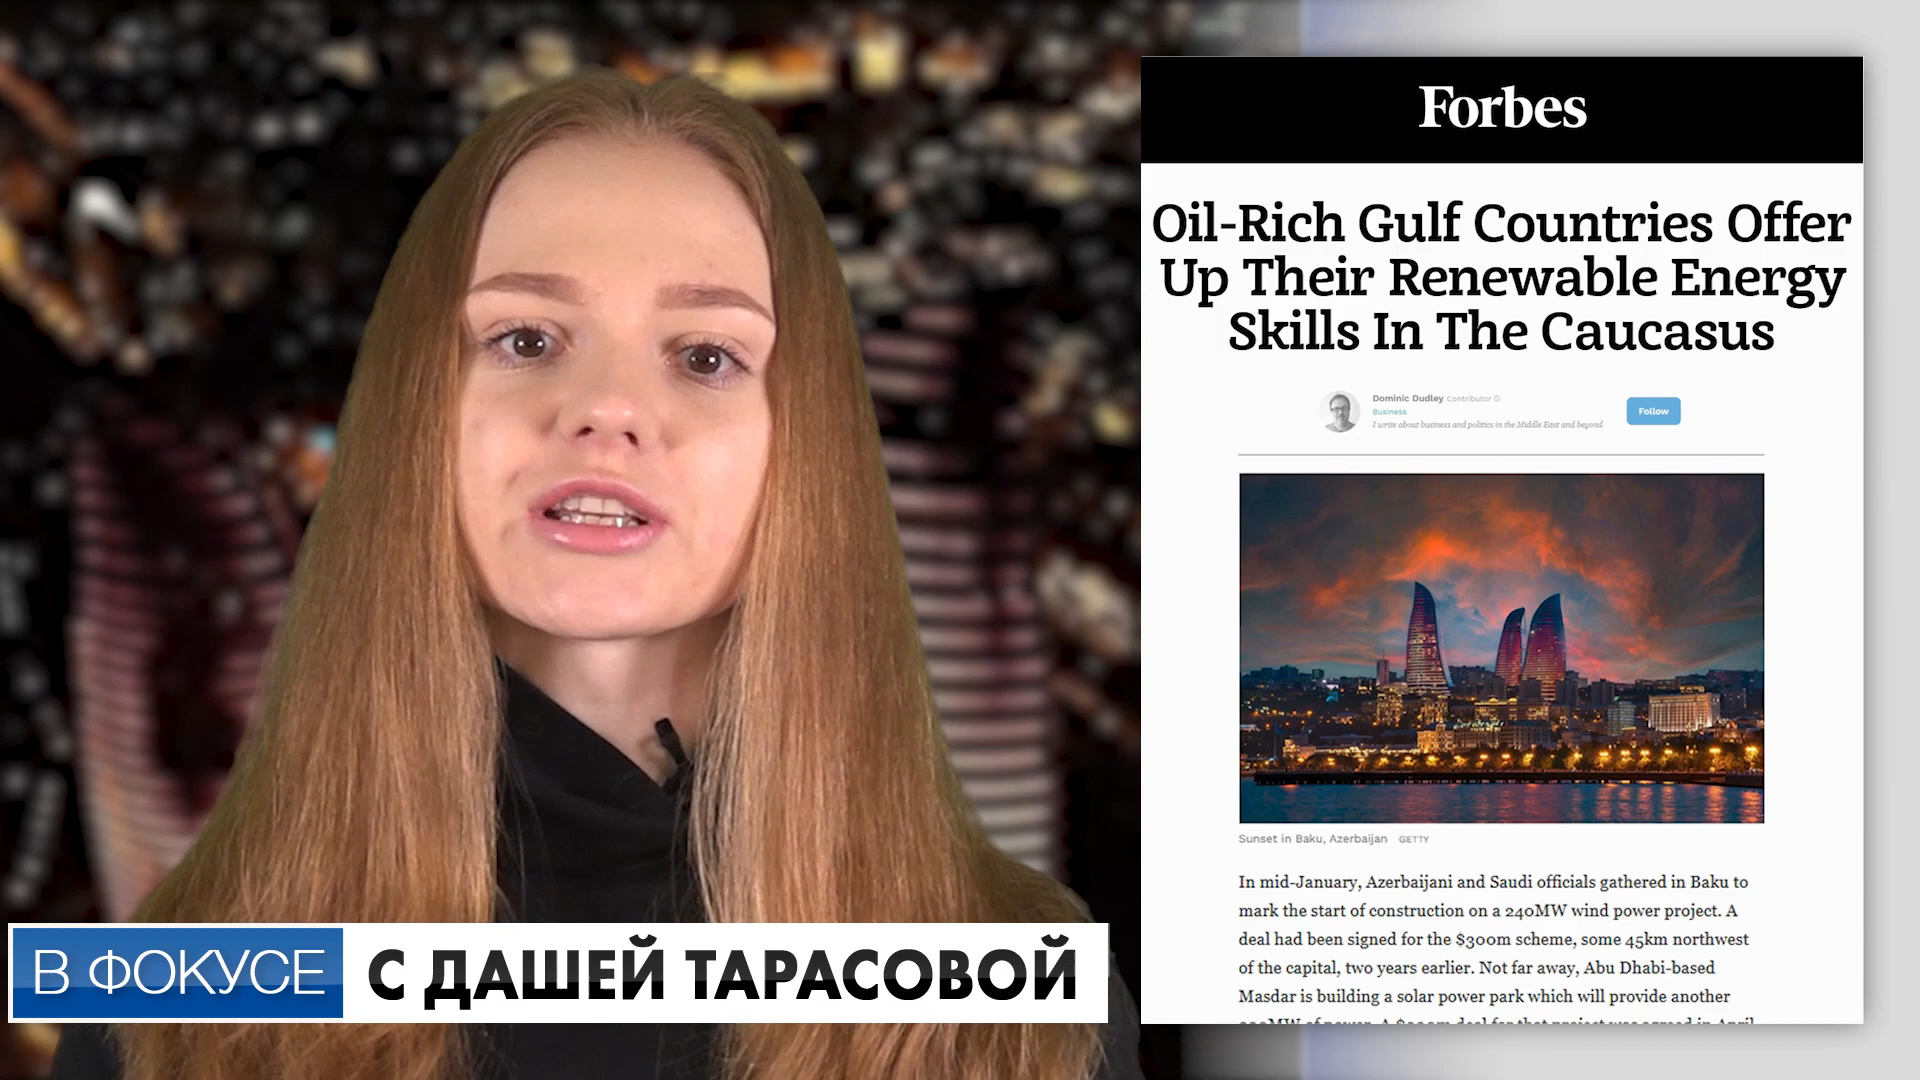 В ФОКУСЕ
С ДАШЕЙ ТАРАСОВОЙ
Forbes
Oil-Rich Gulf Countries Offer
Up Their Renewable Energy
Skills In The Caucasus
Dominic Dudley Contributor
Business
I write about business and politics in the Middle East and beyond
Follow
Sunset in Baku, Azerbaijan GETTY
In mid-January, Azerbaijani and Saudi officials gathered in Baku to
mark the start of construction on a 240MW wind power project. A
deal had been signed for the $300m scheme, some 45km northwest
of the capital, two years earlier. Not far away, Abu Dhabi-based
Masdar is building a solar power park which will provide another